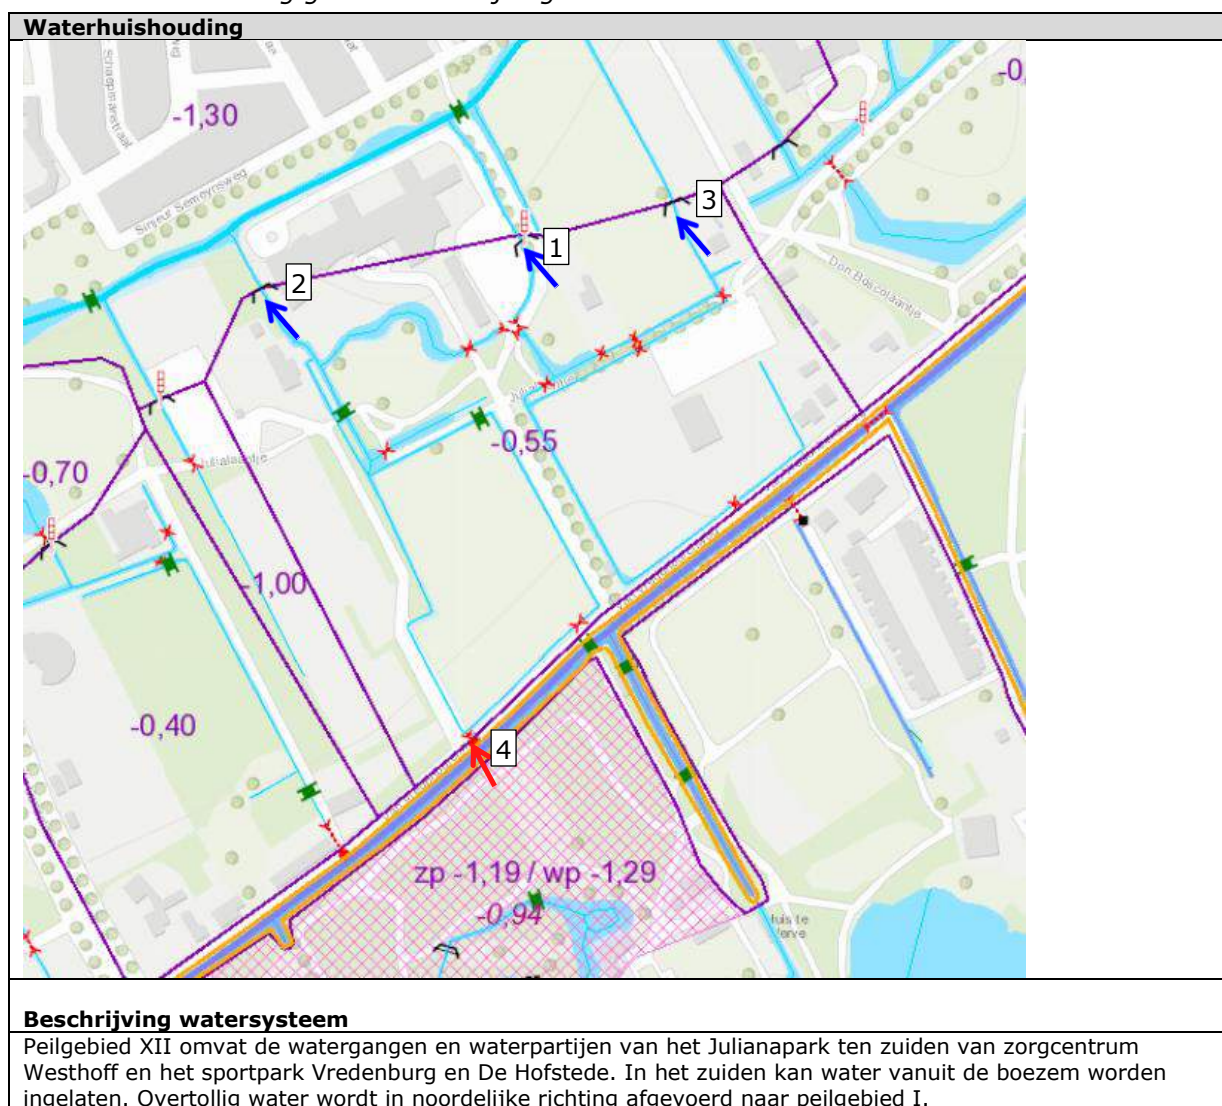 Waterhuishouding
-1,30
Sirjeur Semeynsweg
-0,
3
1
2
Don Boscolaantje
-0,55
-0,70
-1,00
-0,40
4
zp -1,19 / wp -1,29
-0,94
Beschrijving watersysteem
Peilgebied XII omvat de watergangen en waterpartijen van het Julianapark ten zuiden van zorgcentrum
Westhoff en het sportpark Vredenburg en De Hofstede. In het zuiden kan water vanuit de boezem worden
ingelaten. Overtollig water wordt in noordelijke richting afgevoerd naar peilgebied I.